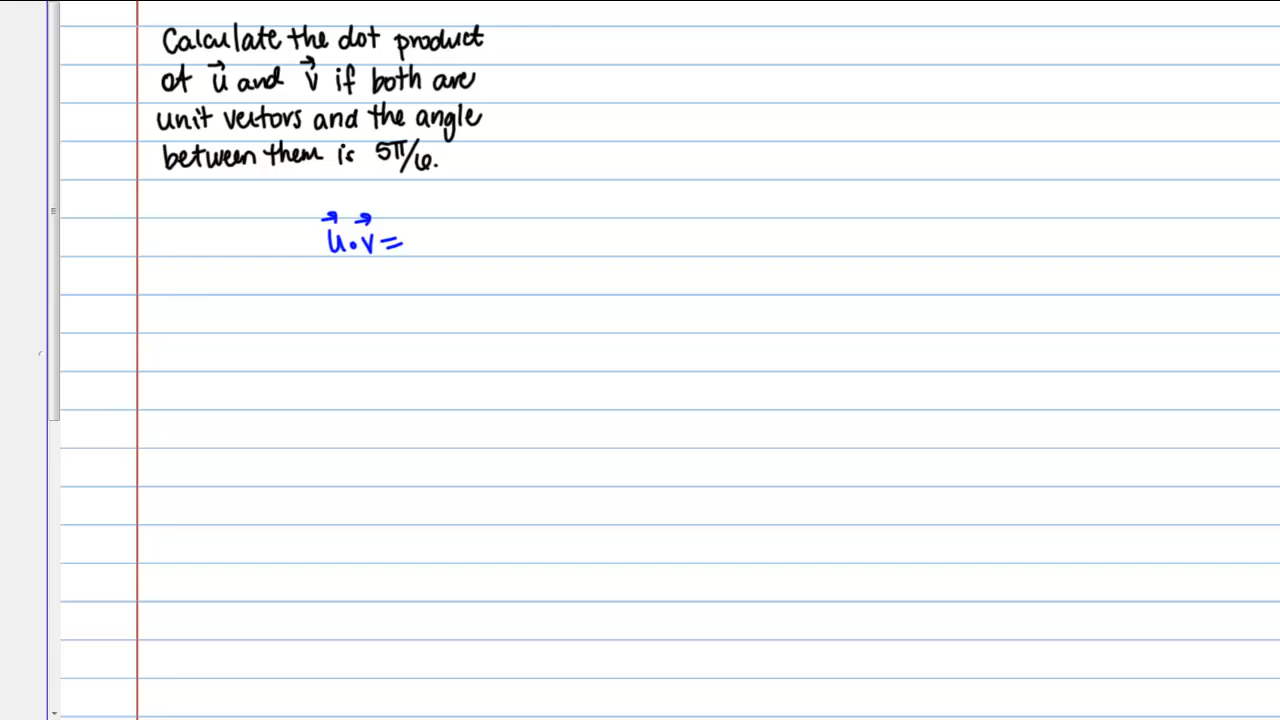 Calculate the dot product
of u⃗ and v⃗ if both are
unit vectors and the angle
between them is 5π/6.
u⃗·v⃗=